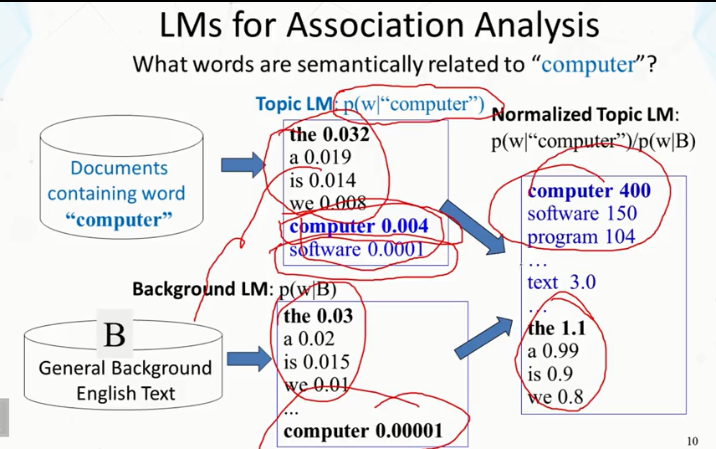 LMs for Association Analysis
What words are semantically related to “computer”?
Topic LM: p(w|“computer”)
Normalized Topic LM:
p(w|“computer”)/p(w|B)
Documents
containing word
“computer”
the 0.032
a 0.019
is 0.014
we 0.008
computer 0.004
software 0.0001
computer 400
software 150
program 104
…
text 3.0
…
the 1.1
a 0.99
is 0.9
we 0.8
Background LM: p(w|B)
B
General Background
English Text
the 0.03
a 0.02
is 0.015
we 0.01
...
computer 0.00001
10